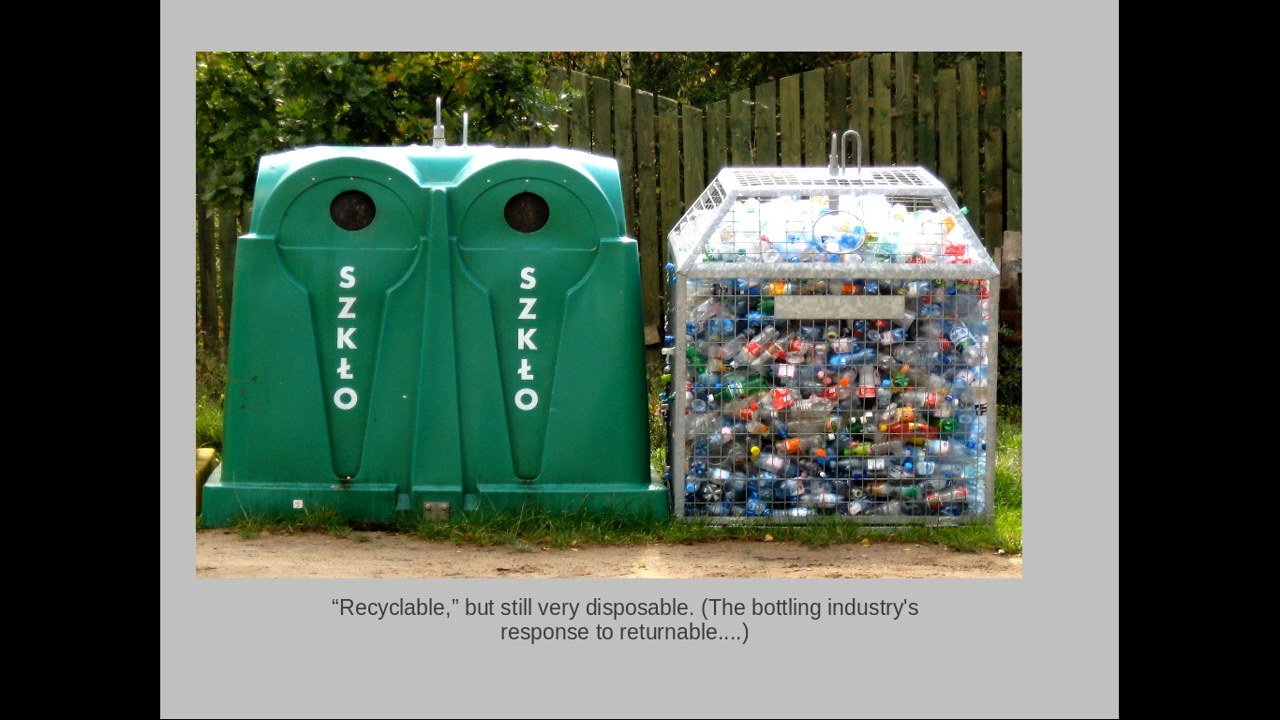 SZKŁO
SZKŁO
“Recyclable,” but still very disposable. (The bottling industry's
response to returnable....)